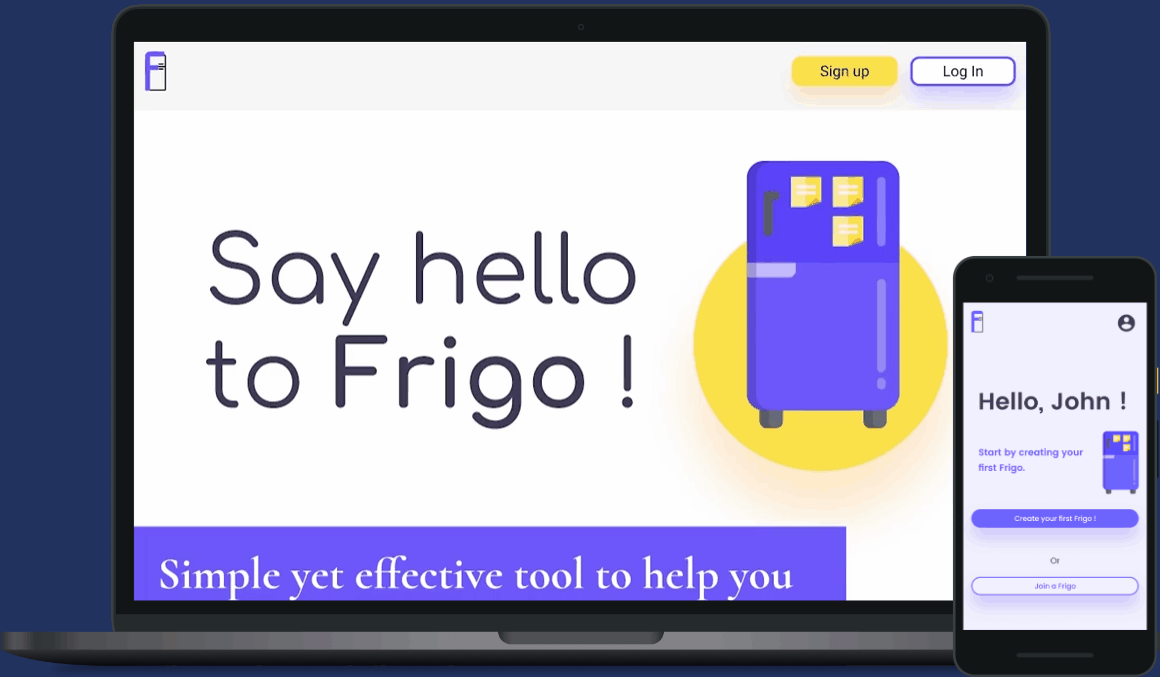 Sign up
Log In
Say hello
to Frigo !
Simple yet effective tool to help you
Hello, John !
Start by creating your
first Frigo.
Create your first Frigo !
Or
Join a Frigo